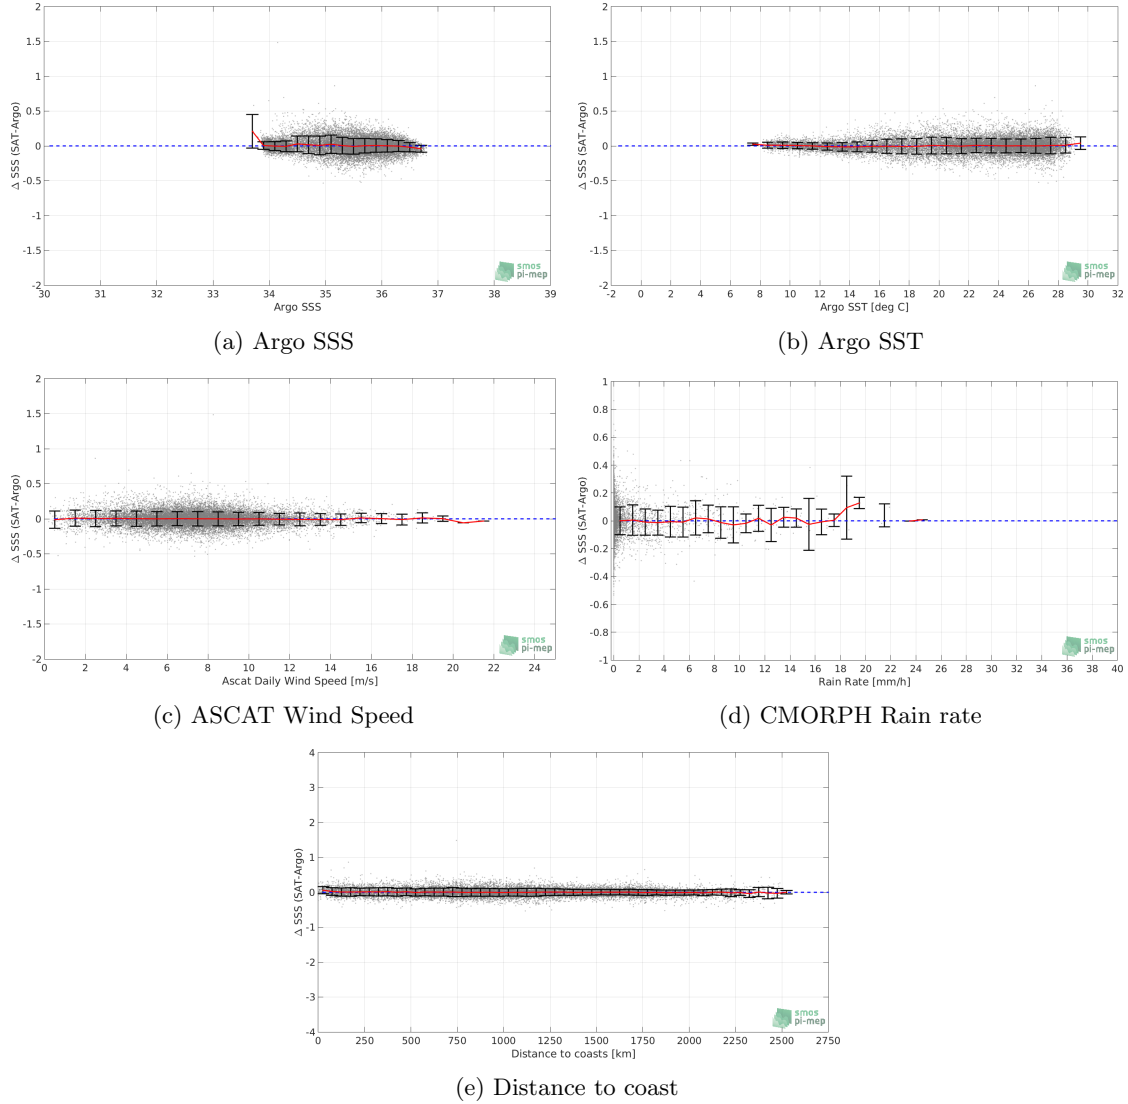 2
1.5
1
0.5
0
-0.5
-1
-1.5
-2
Δ SSS (SAT-Argo)
30 31 32 33 34 35 36 37 38 39
Argo SSS
smos
pi-mep
(a) Argo SSS
2
1.5
1
0.5
0
-0.5
-1
-1.5
-2
Δ SSS (SAT-Argo)
-2 0 2 4 6 8 10 12 14 16 18 20 22 24 26 28 30 32
Argo SST [deg C]
smos
pi-mep
(b) Argo SST
2
1.5
1
0.5
0
-0.5
-1
-1.5
-2
Δ SSS (SAT-Argo)
0 2 4 6 8 10 12 14 16 18 20 22 24
Ascat Daily Wind Speed [m/s]
smos
pi-mep
(c) ASCAT Wind Speed
1
0.8
0.6
0.4
0.2
0
-0.2
-0.4
-0.6
-0.8
-1
Δ SSS (SAT-Argo)
0 2 4 6 8 10 12 14 16 18 20 22 24 26 28 30 32 34 36 38 40
Rain Rate [mm/h]
smos
pi-mep
(d) CMORPH Rain rate
4
3
2
1
0
-1
-2
-3
-4
Δ SSS (SAT-Argo)
0 250 500 750 1000 1250 1500 1750 2000 2250 2500 2750
Distance to coasts [km]
smos
pi-mep
(e) Distance to coast